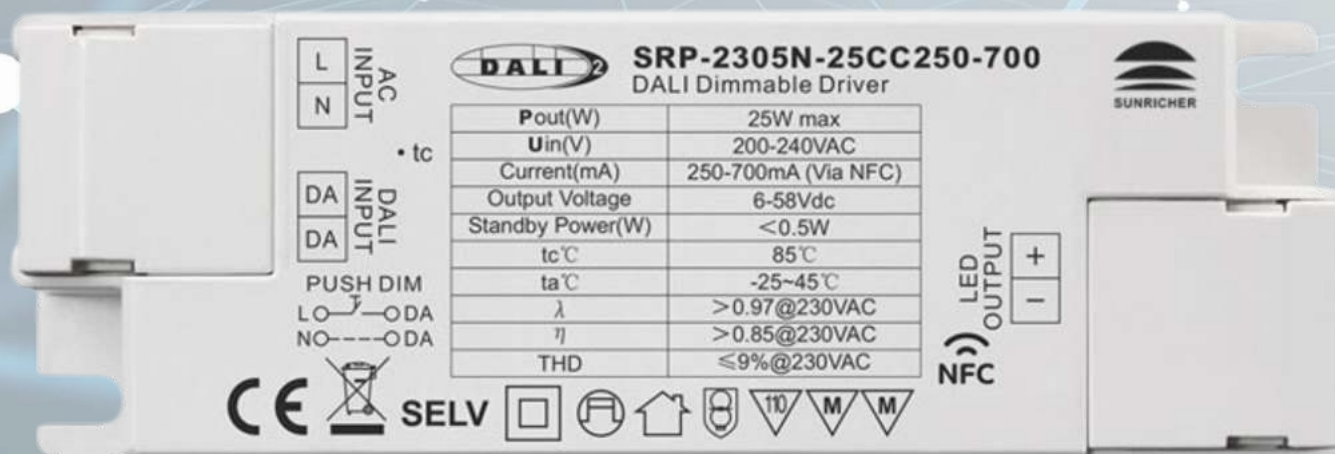 L
N
AC INPUT
• tc
DA
DA
DALI INPUT
PUSH DIM
L DA
N DA
DALI 2
SRP-2305N-25CC250-700
DALI Dimmable Driver
Pout(W) 25W max
Uin(V) 200-240VAC
Current(mA) 250-700mA (Via NFC)
Output Voltage 6-58Vdc
Standby Power(W) <0.5W
tc℃ 85℃
ta℃ -25~45℃
λ >0.97@230VAC
η >0.85@230VAC
THD ≤9%@230VAC
SUNRICHER
LED OUTPUT
+
−
NFC
CE SELV 110 M M